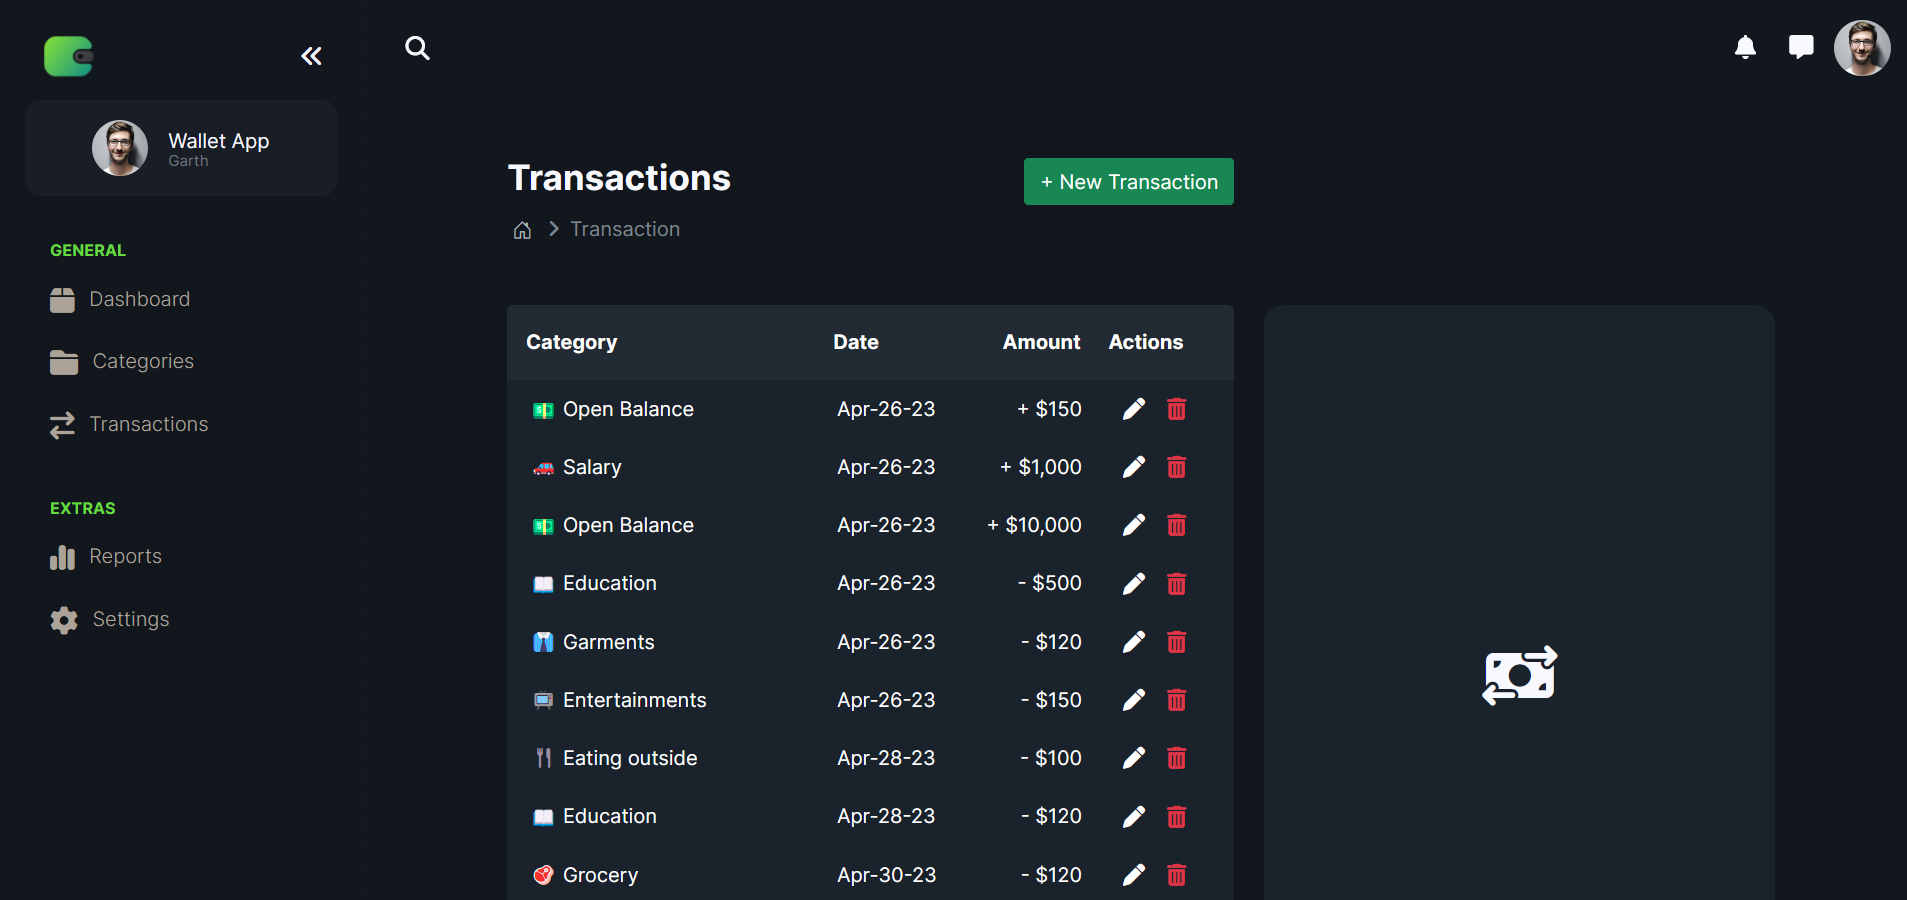 Wallet App
Garth
GENERAL
Dashboard
Categories
Transactions
EXTRAS
Reports
Settings
Transactions
+ New Transaction
Transaction
Category Date Amount Actions
Open Balance Apr-26-23 + $150
Salary Apr-26-23 + $1,000
Open Balance Apr-26-23 + $10,000
Education Apr-26-23 - $500
Garments Apr-26-23 - $120
Entertainments Apr-26-23 - $150
Eating outside Apr-28-23 - $100
Education Apr-28-23 - $120
Grocery Apr-30-23 - $120